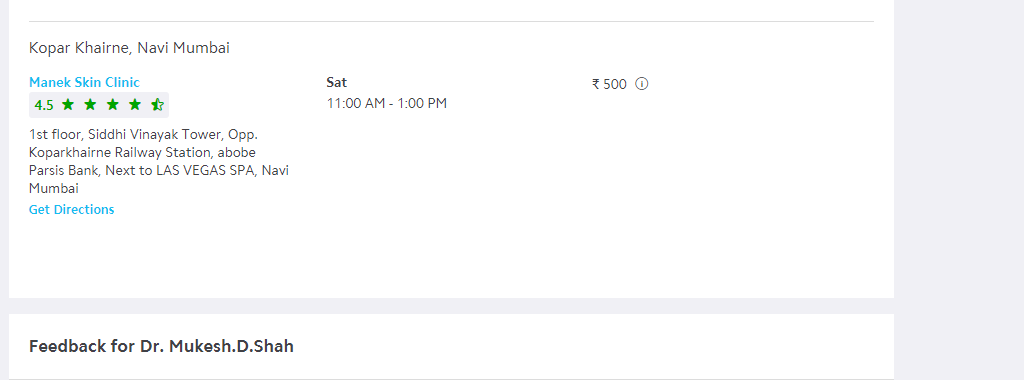 Kopar Khairne, Navi Mumbai
Manek Skin Clinic
4.5
1st floor, Siddhi Vinayak Tower, Opp.
Koparkhairne Railway Station, abobe
Parsis Bank, Next to LAS VEGAS SPA, Navi
Mumbai
Get Directions
Sat
11:00 AM - 1:00 PM
₹ 500
Feedback for Dr. Mukesh.D.Shah